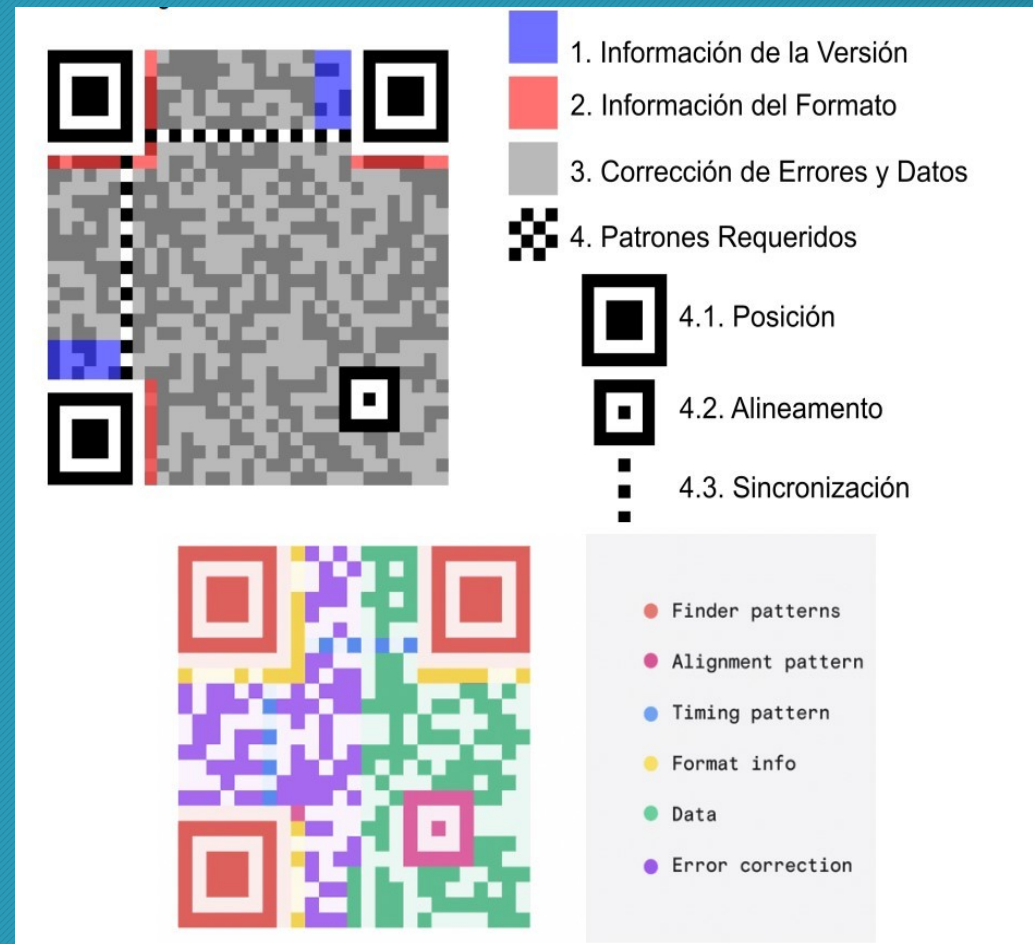 1. Información de la Versión
2. Información del Formato
3. Corrección de Errores y Datos
4. Patrones Requeridos
4.1. Posición
4.2. Alineamento
4.3. Sincronización
Finder patterns
Alignment pattern
Timing pattern
Format info
Data
Error correction